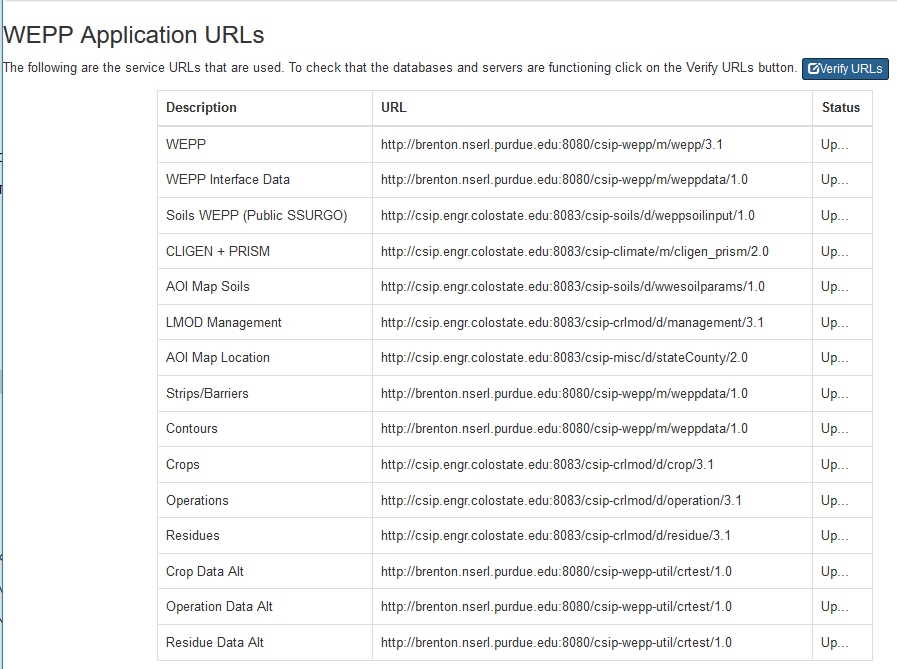 WEPP Application URLs
The following are the service URLs that are used. To check that the databases and servers are functioning click on the Verify URLs button. Verify URLs
Description URL Status
WEPP http://brenton.nserl.purdue.edu:8080/csip-wepp/m/wepp/3.1 Up...
WEPP Interface Data http://brenton.nserl.purdue.edu:8080/csip-wepp/m/weppdata/1.0 Up...
Soils WEPP (Public SSURGO) http://csip.engr.colostate.edu:8083/csip-soils/d/weppsoilinput/1.0 Up...
CLIGEN + PRISM http://csip.engr.colostate.edu:8083/csip-climate/m/cligen_prism/2.0 Up...
AOI Map Soils http://csip.engr.colostate.edu:8083/csip-soils/d/wwesoilparams/1.0 Up...
LMOD Management http://csip.engr.colostate.edu:8083/csip-crlmod/d/management/3.1 Up...
AOI Map Location http://csip.engr.colostate.edu:8083/csip-misc/d/stateCounty/2.0 Up...
Strips/Barriers http://brenton.nserl.purdue.edu:8080/csip-wepp/m/weppdata/1.0 Up...
Contours http://brenton.nserl.purdue.edu:8080/csip-wepp/m/weppdata/1.0 Up...
Crops http://csip.engr.colostate.edu:8083/csip-crlmod/d/crop/3.1 Up...
Operations http://csip.engr.colostate.edu:8083/csip-crlmod/d/operation/3.1 Up...
Residues http://csip.engr.colostate.edu:8083/csip-crlmod/d/residue/3.1 Up...
Crop Data Alt http://brenton.nserl.purdue.edu:8080/csip-wepp-util/crtest/1.0 Up...
Operation Data Alt http://brenton.nserl.purdue.edu:8080/csip-wepp-util/crtest/1.0 Up...
Residue Data Alt http://brenton.nserl.purdue.edu:8080/csip-wepp-util/crtest/1.0 Up...